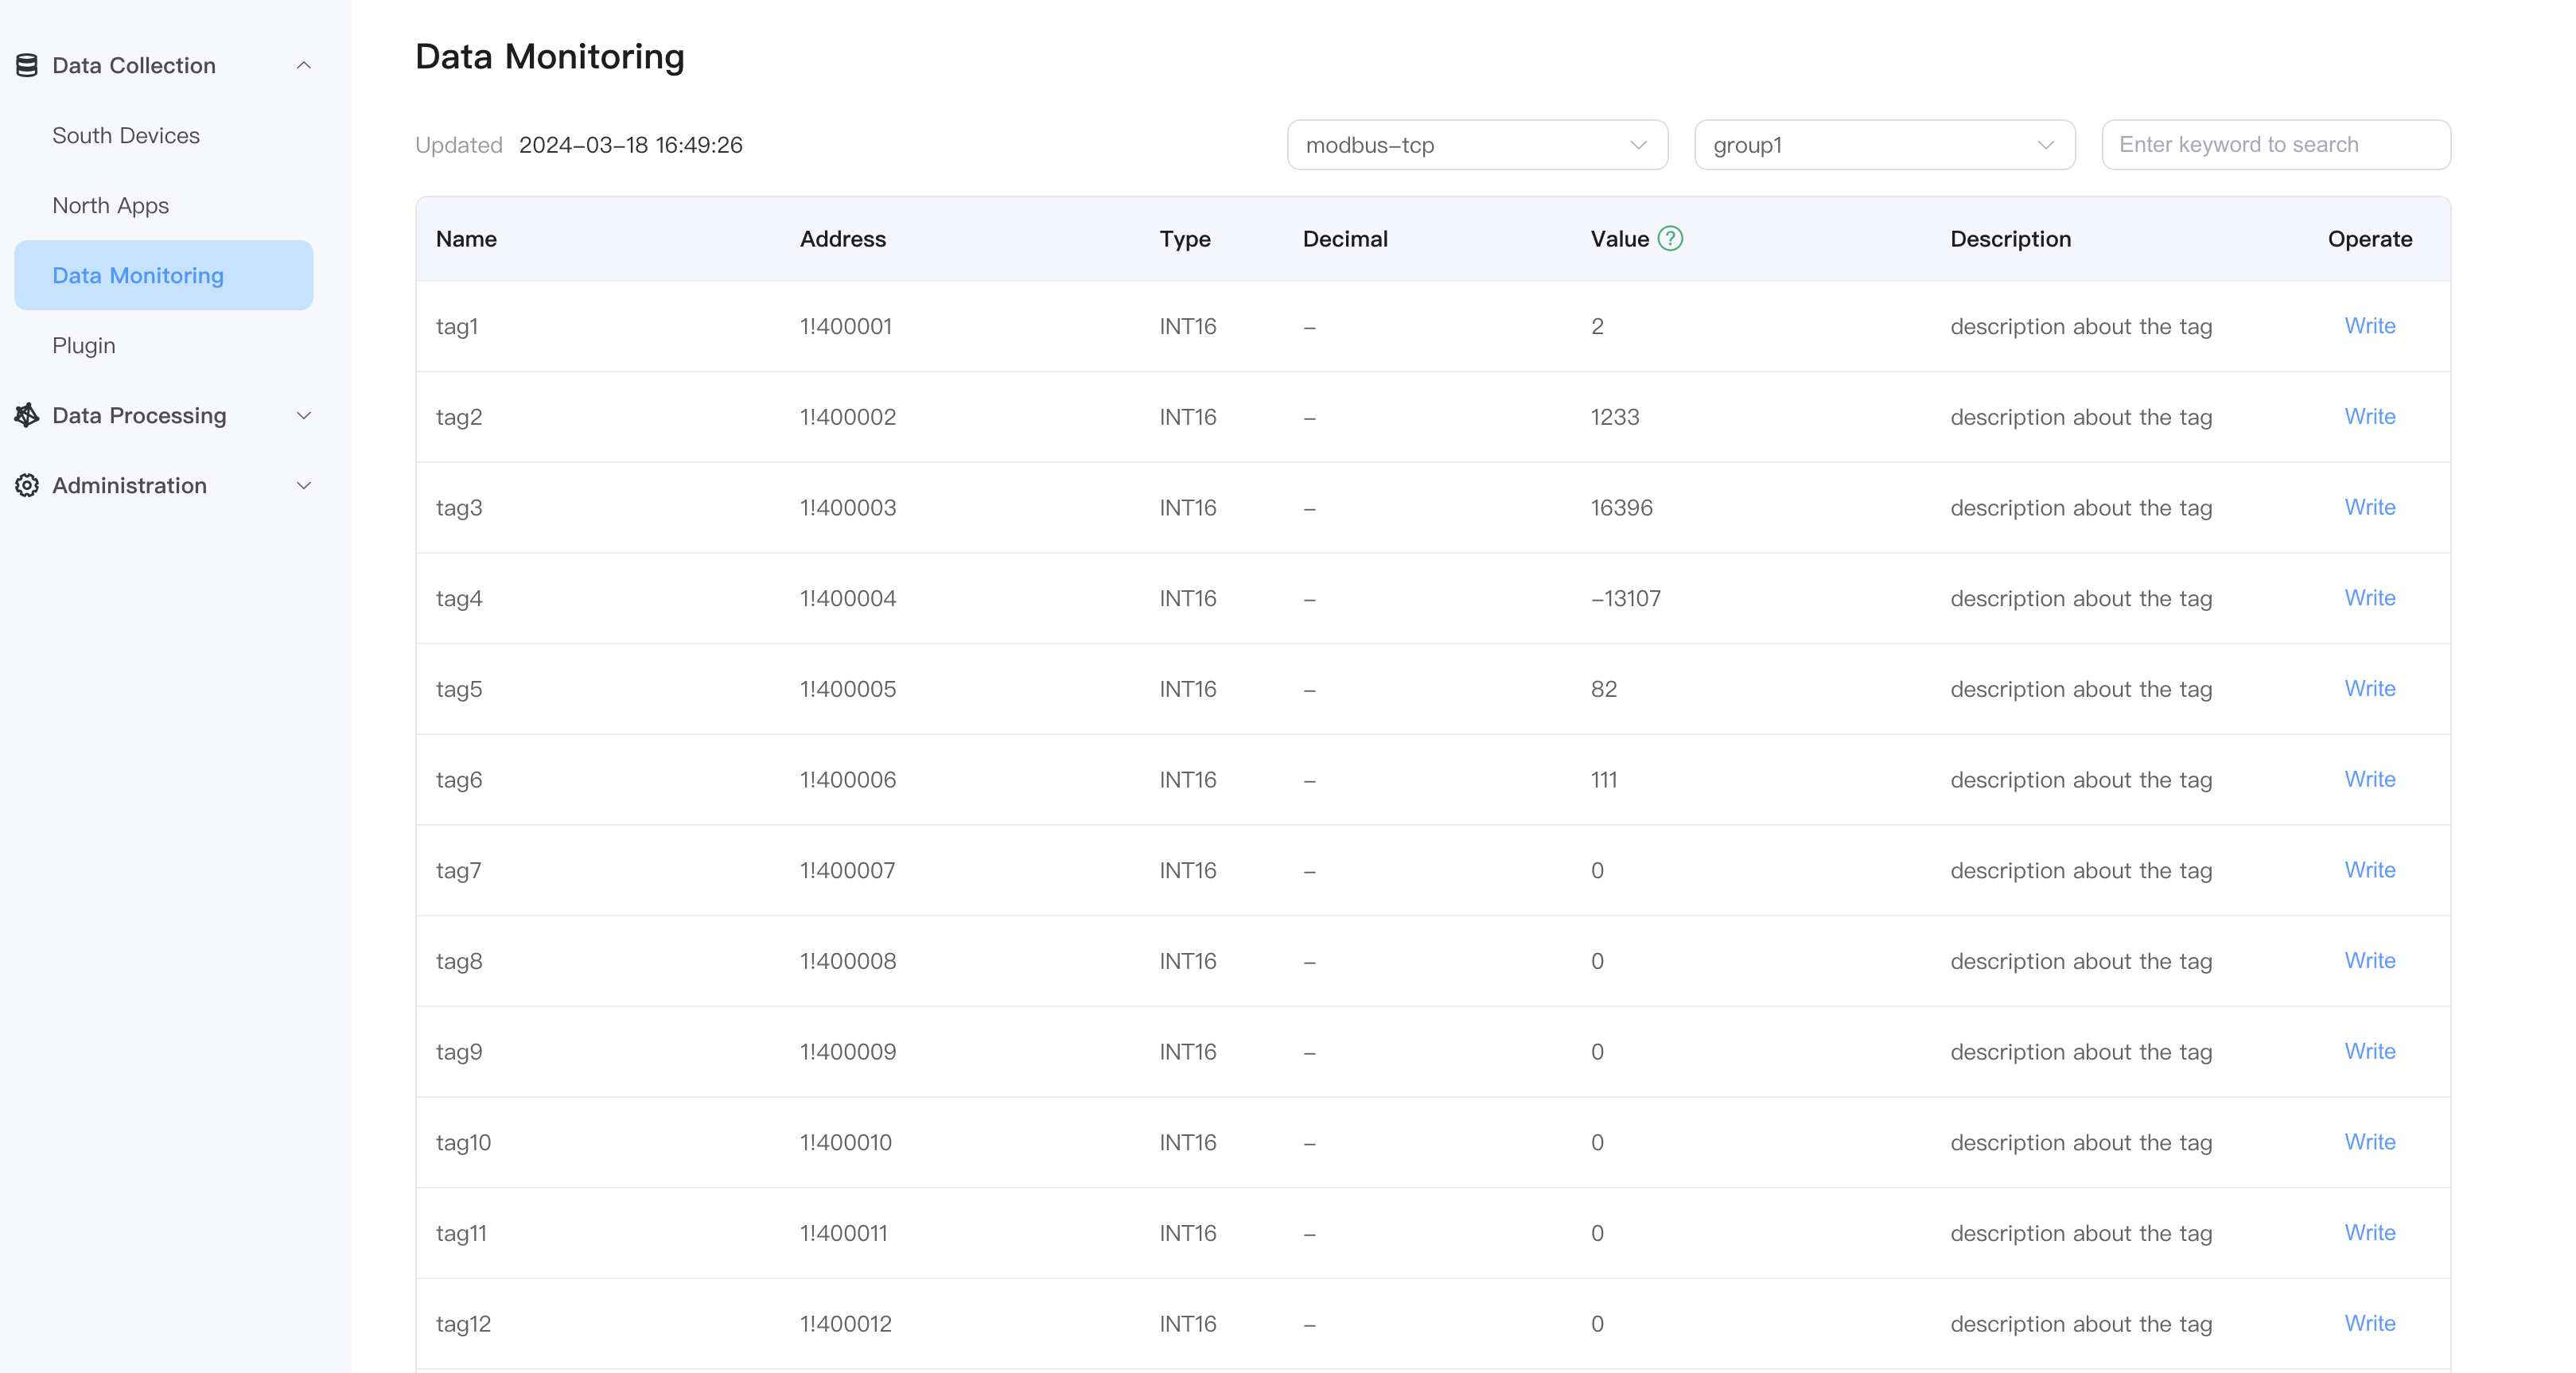 Data Collection
South Devices
North Apps
Data Monitoring
Plugin
Data Processing
Administration
Data Monitoring
Updated 2024-03-18 16:49:26 modbus-tcp group1 Enter keyword to search
Name Address Type Decimal Value ? Description Operate
tag1 1!400001 INT16 – 2 description about the tag Write
tag2 1!400002 INT16 – 1233 description about the tag Write
tag3 1!400003 INT16 – 16396 description about the tag Write
tag4 1!400004 INT16 – -13107 description about the tag Write
tag5 1!400005 INT16 – 82 description about the tag Write
tag6 1!400006 INT16 – 111 description about the tag Write
tag7 1!400007 INT16 – 0 description about the tag Write
tag8 1!400008 INT16 – 0 description about the tag Write
tag9 1!400009 INT16 – 0 description about the tag Write
tag10 1!400010 INT16 – 0 description about the tag Write
tag11 1!400011 INT16 – 0 description about the tag Write
tag12 1!400012 INT16 – 0 description about the tag Write